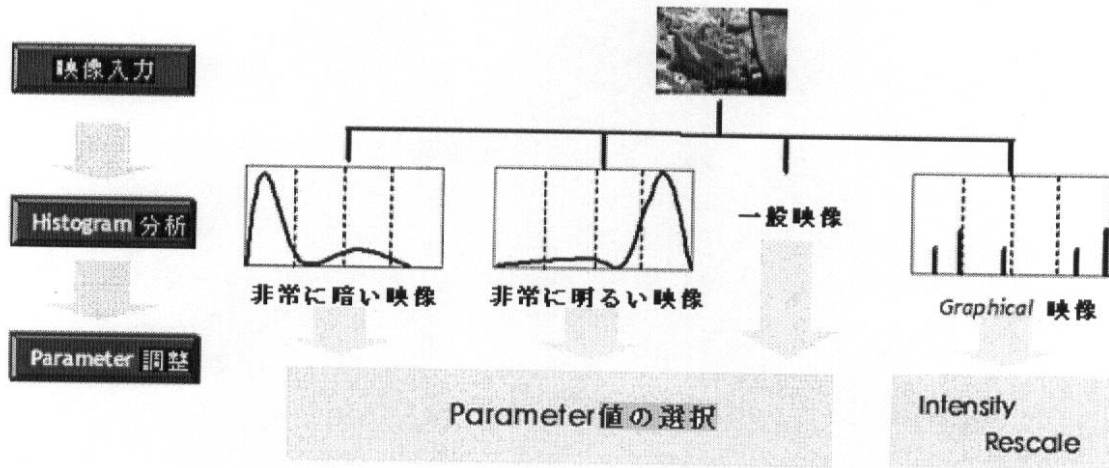 映像入力
Histogram 分析
Parameter 調整
非常に暗い映像
非常に明るい映像
一般映像
Graphical 映像
Parameter値の選択
Intensity
Rescale